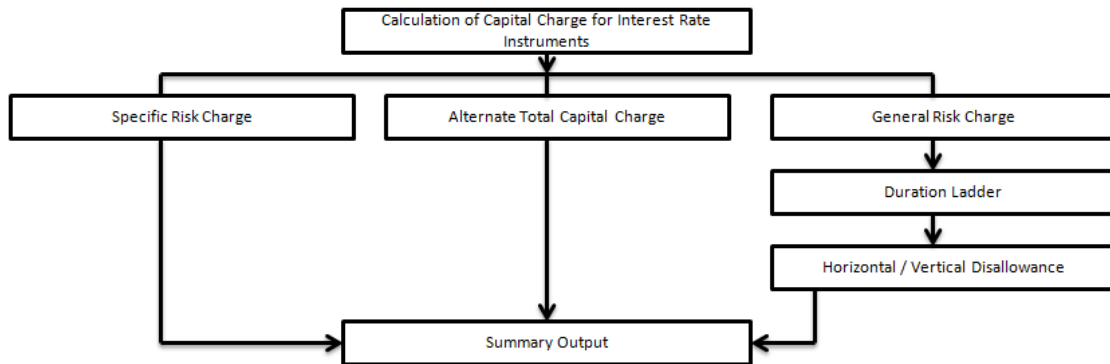 Calculation of Capital Charge for Interest Rate
Instruments
Specific Risk Charge
Alternate Total Capital Charge
General Risk Charge
Duration Ladder
Horizontal / Vertical Disallowance
Summary Output